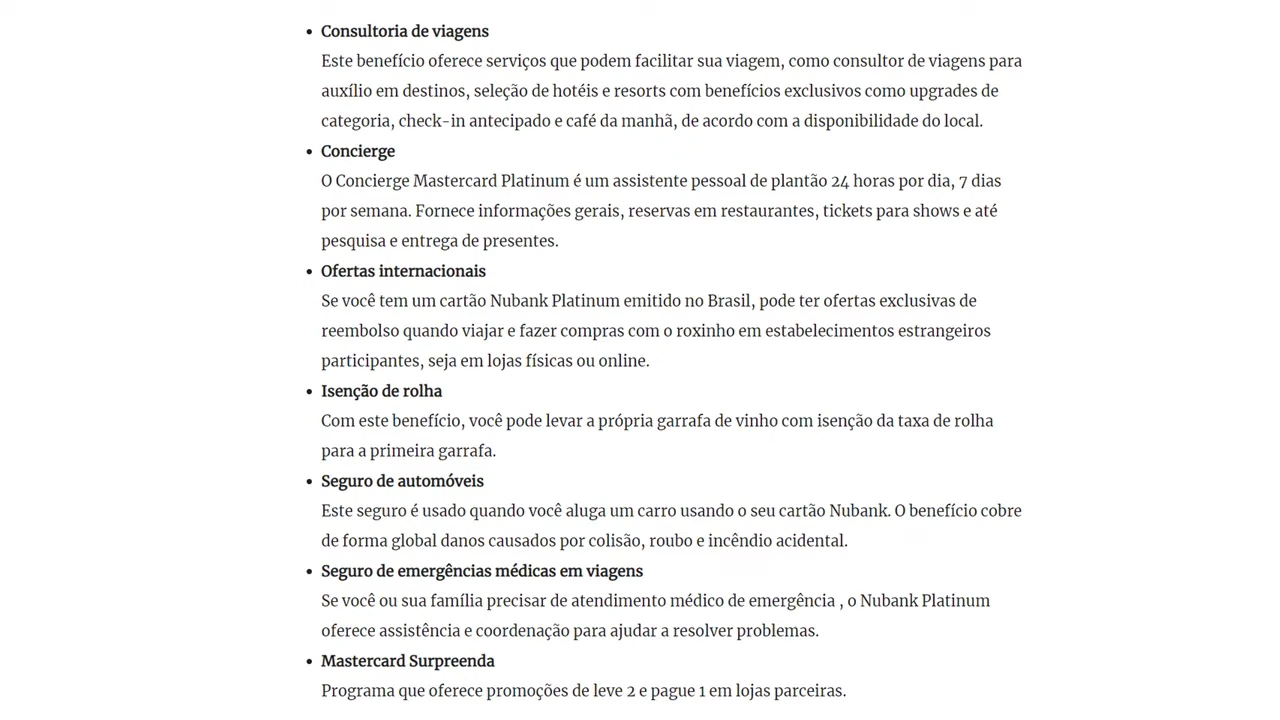 • Consultoria de viagens
Este benefício oferece serviços que podem facilitar sua viagem, como consultor de viagens para
auxílio em destinos, seleção de hotéis e resorts com benefícios exclusivos como upgrades de
categoria, check-in antecipado e café da manhã, de acordo com a disponibilidade do local.
• Concierge
O Concierge Mastercard Platinum é um assistente pessoal de plantão 24 horas por dia, 7 dias
por semana. Fornece informações gerais, reservas em restaurantes, tickets para shows e até
pesquisa e entrega de presentes.
• Ofertas internacionais
Se você tem um cartão Nubank Platinum emitido no Brasil, pode ter ofertas exclusivas de
reembolso quando viajar e fazer compras com o roxinho em estabelecimentos estrangeiros
participantes, seja em lojas físicas ou online.
• Isenção de rolha
Com este benefício, você pode levar a própria garrafa de vinho com isenção da taxa de rolha
para a primeira garrafa.
• Seguro de automóveis
Este seguro é usado quando você aluga um carro usando o seu cartão Nubank. O benefício cobre
de forma global danos causados por colisão, roubo e incêndio acidental.
• Seguro de emergências médicas em viagens
Se você ou sua família precisar de atendimento médico de emergência , o Nubank Platinum
oferece assistência e coordenação para ajudar a resolver problemas.
• Mastercard Surpreenda
Programa que oferece promoções de leve 2 e pague 1 em lojas parceiras.